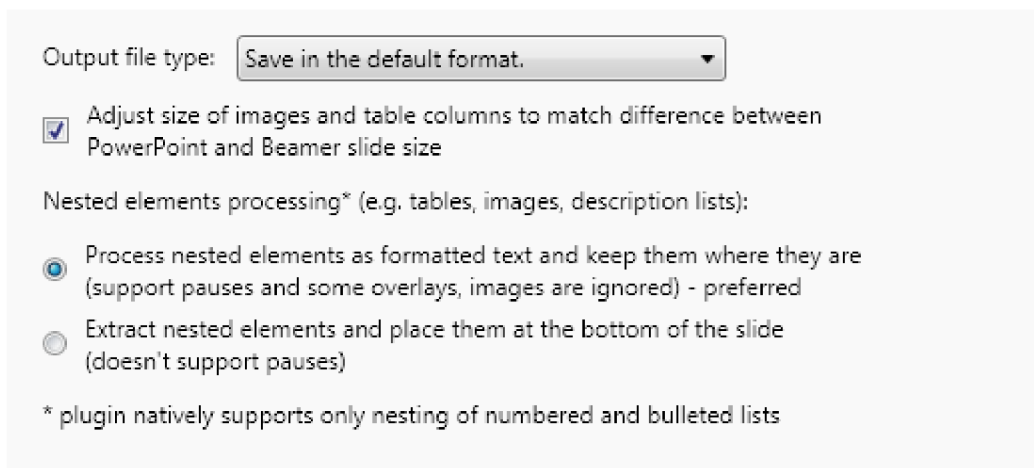 Output file type: Save in the default format.
Adjust size of images and table columns to match difference between
PowerPoint and Beamer slide size
Nested elements processing* (e.g. tables, images, description lists):
Process nested elements as formatted text and keep them where they are
(support pauses and some overlays, images are ignored) - preferred
Extract nested elements and place them at the bottom of the slide
(doesn't support pauses)
* plugin natively supports only nesting of numbered and bulleted lists